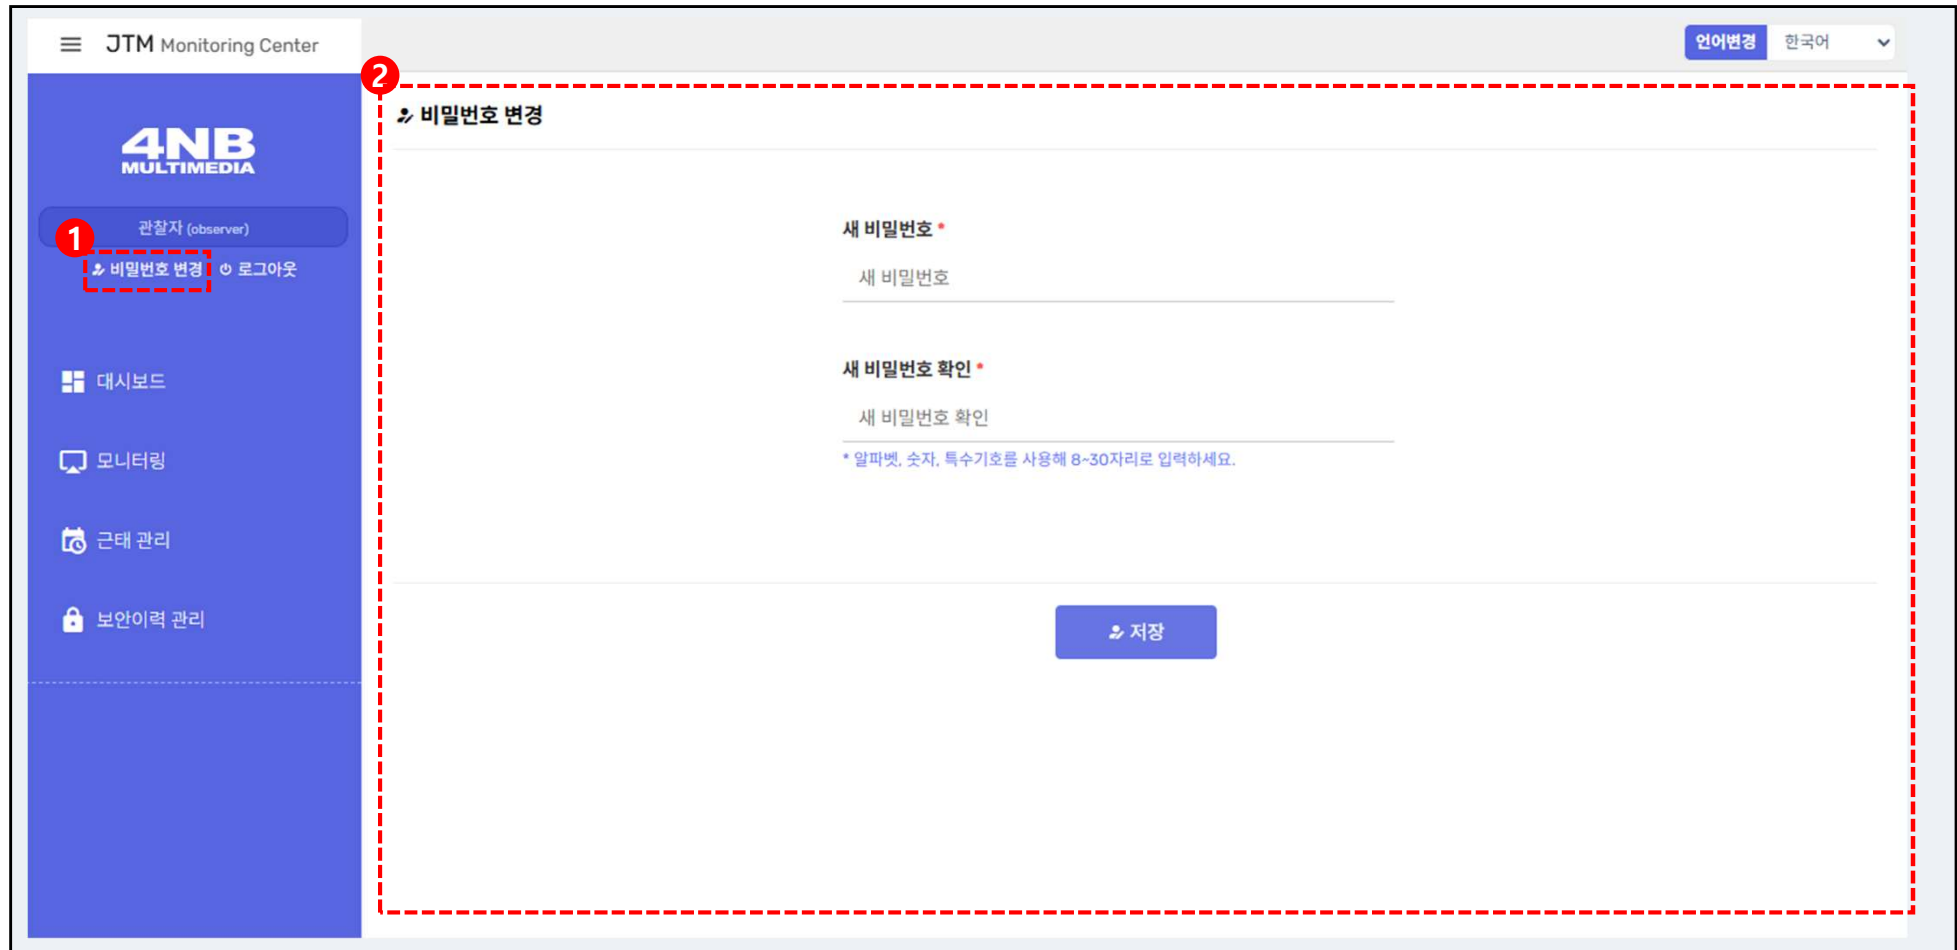 JTM Monitoring Center
언어변경 한국어
2
비밀번호 변경
4NB
MULTIMEDIA
관찰자 (observer)
1
비밀번호 변경 로그아웃
새 비밀번호 *
새 비밀번호
대시보드
새 비밀번호 확인 *
새 비밀번호 확인
* 알파벳, 숫자, 특수기호를 사용해 8~30자리로 입력하세요.
모니터링
근태 관리
보안이력 관리
저장